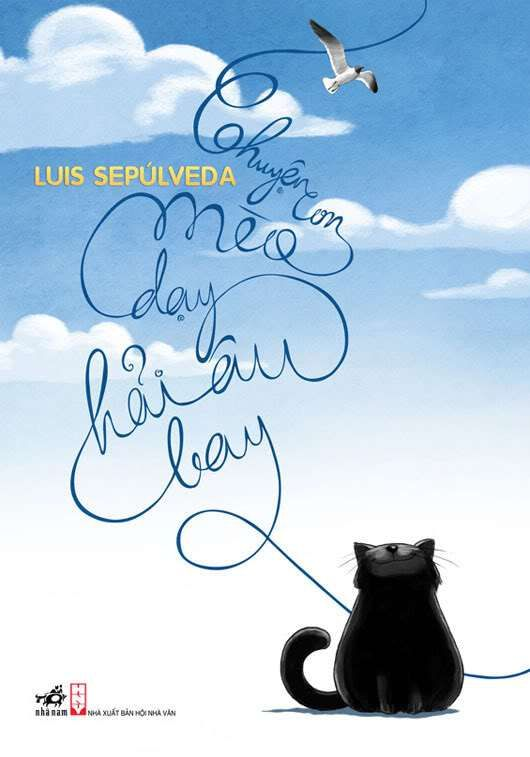 LUIS SEPÚLVEDA
Chuyện con
mèo
dạy
hải âu
bay
nhã nam
NHÀ XUẤT BẢN HỘI NHÀ VĂN